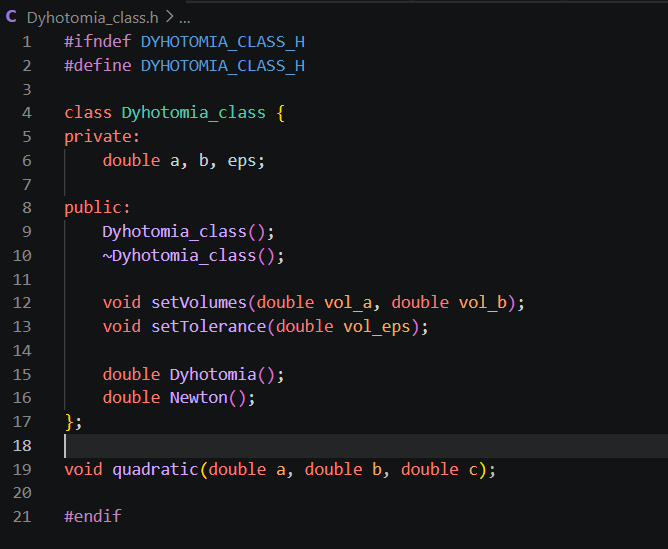 C Dyhotomia_class.h > ...
1 #ifndef DYHOTOMIA_CLASS_H
2 #define DYHOTOMIA_CLASS_H
3
4 class Dyhotomia_class {
5 private:
6     double a, b, eps;
7
8 public:
9     Dyhotomia_class();
10     ~Dyhotomia_class();
11
12     void setVolumes(double vol_a, double vol_b);
13     void setTolerance(double vol_eps);
14
15     double Dyhotomia();
16     double Newton();
17 };
18
19 void quadratic(double a, double b, double c);
20
21 #endif